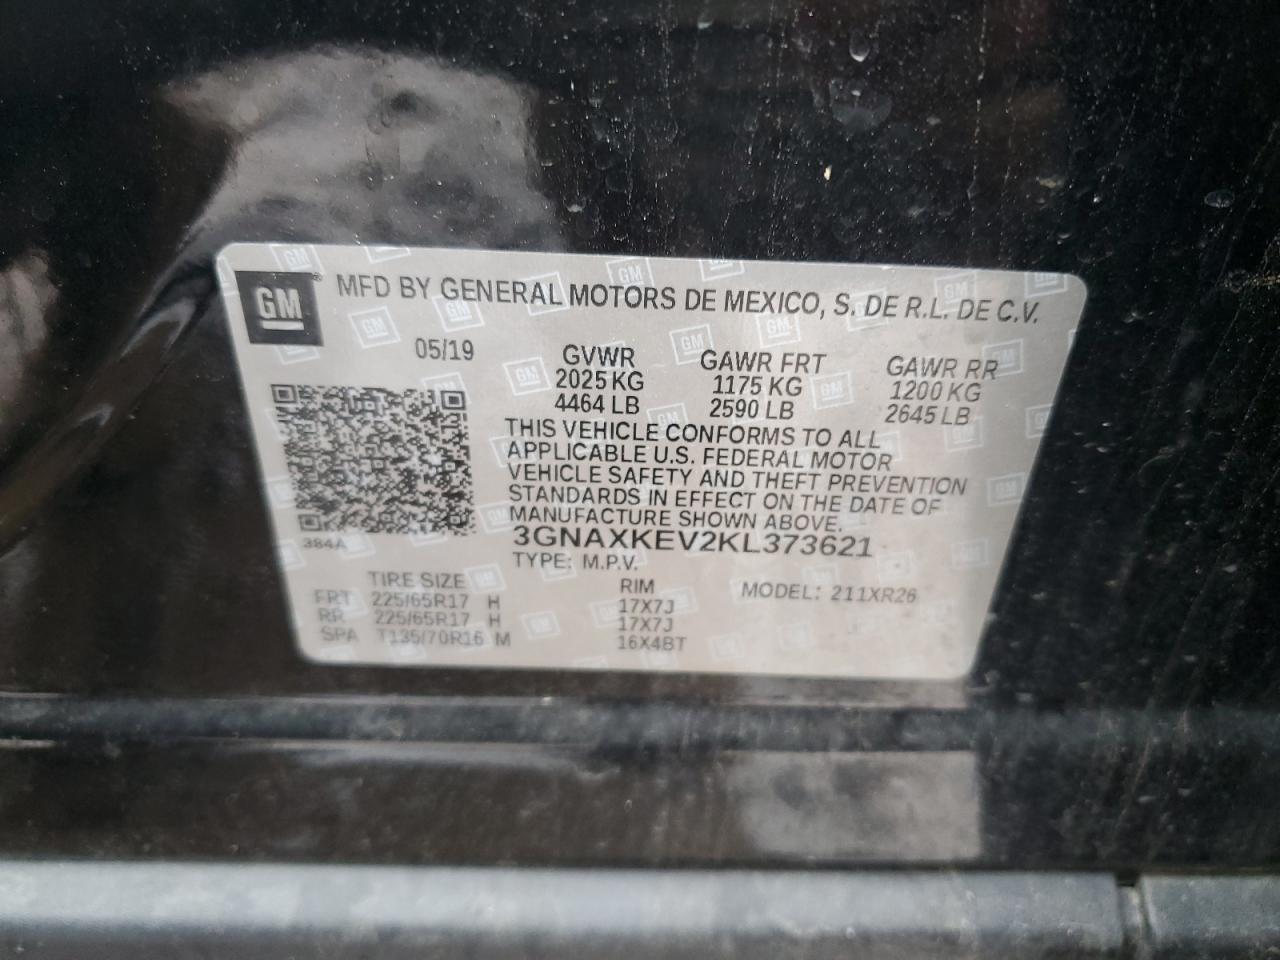 GM
MFD BY GENERAL MOTORS DE MEXICO, S. DE R.L. DE C.V.
05/19
GVWR GAWR FRT GAWR RR
2025 KG 1175 KG 1200 KG
4464 LB 2590 LB 2645 LB
THIS VEHICLE CONFORMS TO ALL
APPLICABLE U.S. FEDERAL MOTOR
VEHICLE SAFETY AND THEFT PREVENTION
STANDARDS IN EFFECT ON THE DATE OF
MANUFACTURE SHOWN ABOVE.
384A
3GNAXKEV2KL373621
TYPE: M.P.V.
TIRE SIZE RIM MODEL: 211XR26
FRT 225/65R17 H 17X7J
RR 225/65R17 H 17X7J
SPA T135/70R16 M 16X4BT